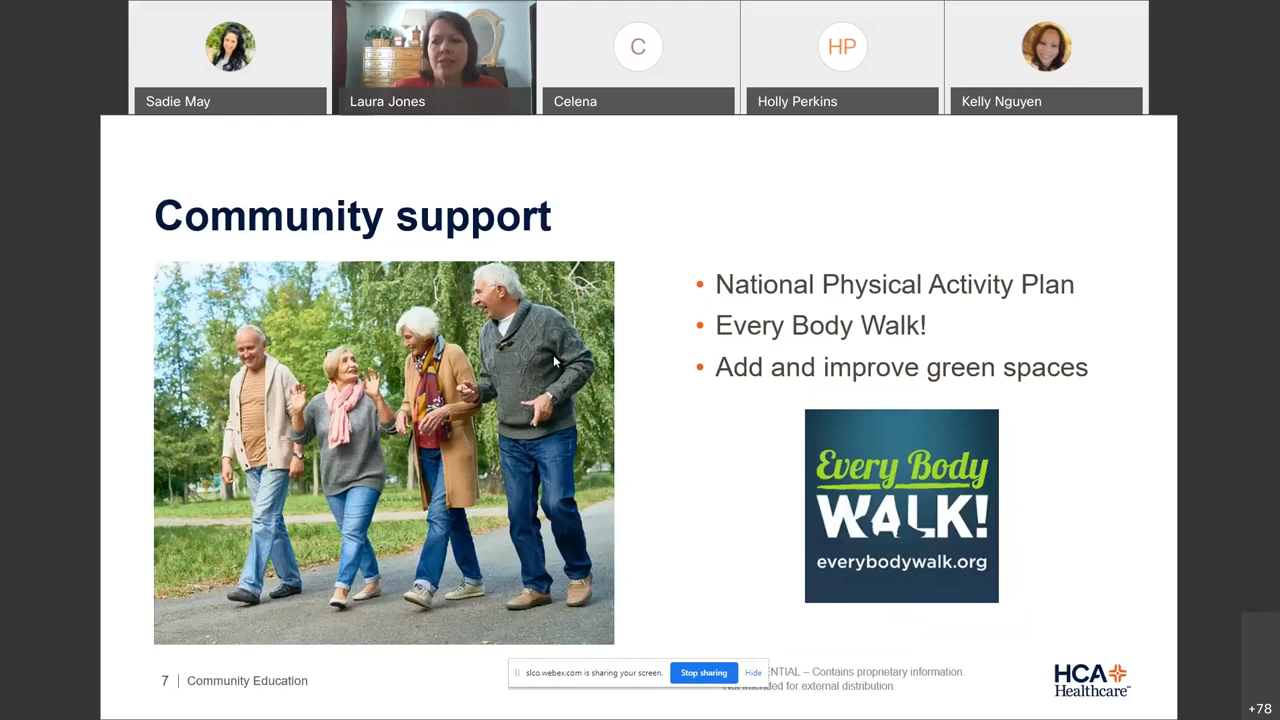 C
HP
Sadie May
Laura Jones
Celena
Holly Perkins
Kelly Nguyen
Community support
• National Physical Activity Plan
• Every Body Walk!
• Add and improve green spaces
Every Body
WALK!
everybodywalk.org
7 | Community Education
slco.webex.com is sharing your screen. Stop sharing Hide
NTIAL – Contains proprietary information.
Not intended for external distribution.
HCA
Healthcare™
+78